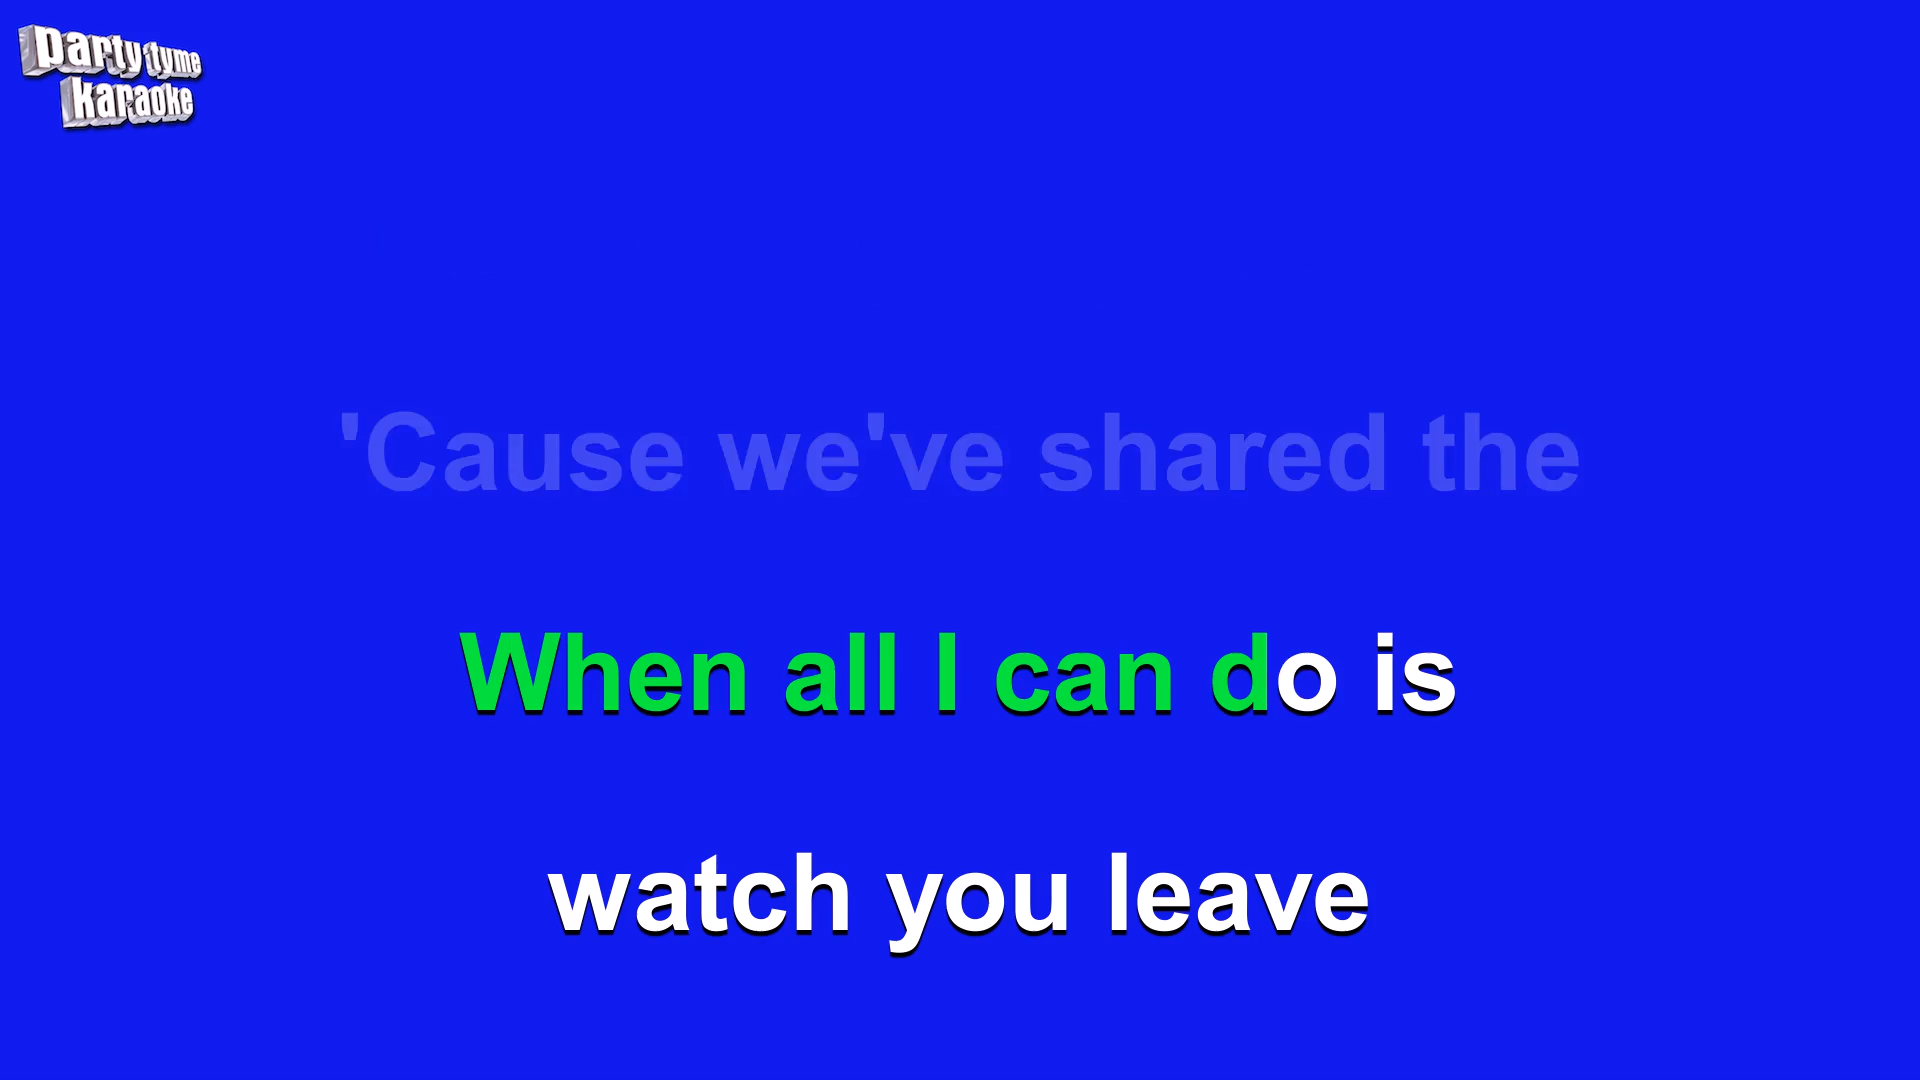 party tyme
karaoke
'Cause we've shared the
When all I can do is
watch you leave